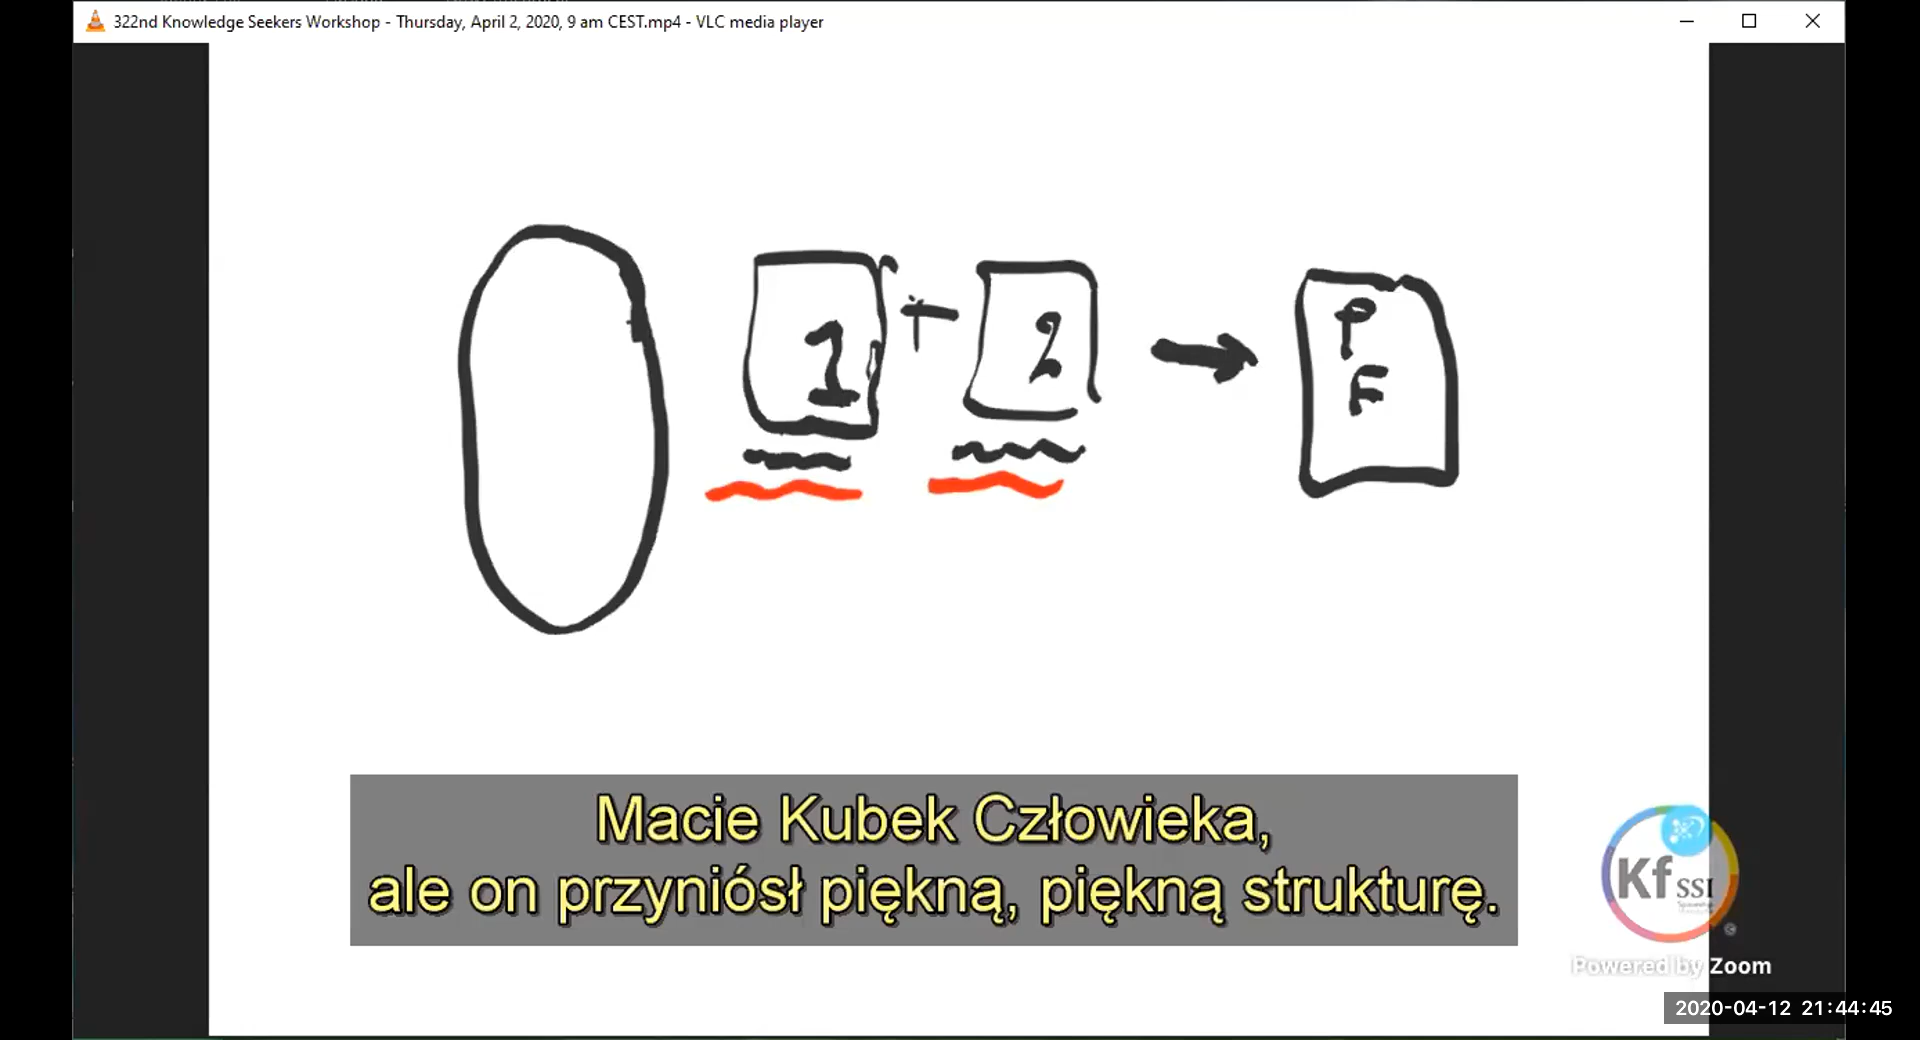 322nd Knowledge Seekers Workshop - Thursday, April 2, 2020, 9 am CEST.mp4 - VLC media player
1 + 2
P
F
Macie Kubek Człowieka,
ale on przyniósł piękną, piękną strukturę.
Kf SSI
Powered by Zoom
2020-04-12 21:44:45